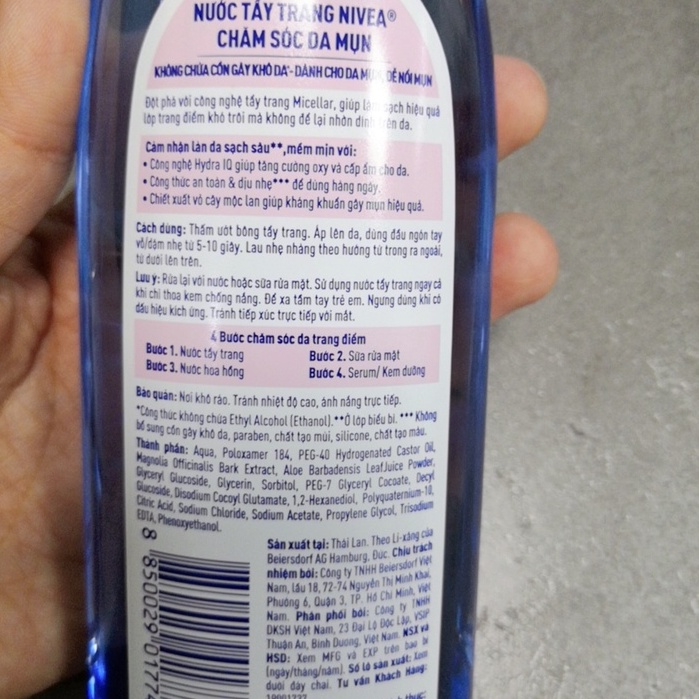 NƯỚC TẨY TRANG NIVEA®
CHĂM SÓC DA MỤN
KHÔNG CHỨA CỒN GÂY KHÔ DA*- DÀNH CHO DA MỤN, DỄ NỔI MỤN
Đột phá với công nghệ tẩy trang Micellar, giúp làm sạch hiệu quả
lớp trang điểm khó trôi mà không để lại nhờn dính trên da.
Cảm nhận làn da sạch sâu**, mềm mịn với:
• Công nghệ Hydra IQ giúp tăng cường oxy và cấp ẩm cho da.
• Công thức an toàn & dịu nhẹ*** để dùng hàng ngày.
• Chiết xuất vỏ cây mộc lan giúp kháng khuẩn gây mụn hiệu quả.
Cách dùng: Thấm ướt bông tẩy trang. Áp lên da, dùng đầu ngón tay
vỗ/dặm nhẹ từ 5-10 giây. Lau nhẹ nhàng theo hướng từ trong ra ngoài,
từ dưới lên trên.
Lưu ý: Rửa lại với nước hoặc sữa rửa mặt. Sử dụng nước tẩy trang ngay cả
khi chỉ thoa kem chống nắng. Để xa tầm tay trẻ em. Ngưng dùng khi có
dấu hiệu kích ứng. Tránh tiếp xúc trực tiếp với mắt.
4 Bước chăm sóc da trang điểm
Bước 1. Nước tẩy trang Bước 2. Sữa rửa mặt
Bước 3. Nước hoa hồng Bước 4. Serum/ Kem dưỡng
Bảo quản: Nơi khô ráo. Tránh nhiệt độ cao, ánh nắng trực tiếp.
*Công thức không chứa Ethyl Alcohol (Ethanol).**Ở lớp biểu bì. *** Không
bổ sung cồn gây khô da, paraben, chất tạo mùi, silicone, chất tạo màu.
Thành phần: Aqua, Poloxamer 184, PEG-40 Hydrogenated Castor Oil,
Magnolia Officinalis Bark Extract, Aloe Barbadensis LeafJuice Powder,
Glyceryl Glucoside, Glycerin, Sorbitol, PEG-7 Glyceryl Cocoate, Decyl
Glucoside, Disodium Cocoyl Glutamate, 1,2-Hexanediol, Polyquaternium-10,
Citric Acid, Sodium Chloride, Sodium Acetate, Propylene Glycol, Trisodium
EDTA, Phenoxyethanol.
Sản xuất tại: Thái Lan. Theo Li-xăng của
Beiersdorf AG Hamburg, Đức. Chịu trách
nhiệm bởi: Công ty TNHH Beiersdorf Việt
Nam, lầu 18, 72-74 Nguyễn Thị Minh Khai,
Phường 6, Quận 3, TP. Hồ Chí Minh, Việt
Nam. Phân phối bởi: Công ty TNHH
DKSH Việt Nam, 23 Đại lộ Độc Lập, VSIP
Thuận An, Bình Dương, Việt Nam. NSX và
HSD: Xem MFG và EXP trên bao bì
(ngày/tháng/năm). Số lô sản xuất: Xem
dưới đáy chai. Tư vấn Khách Hàng:
8 85002901774